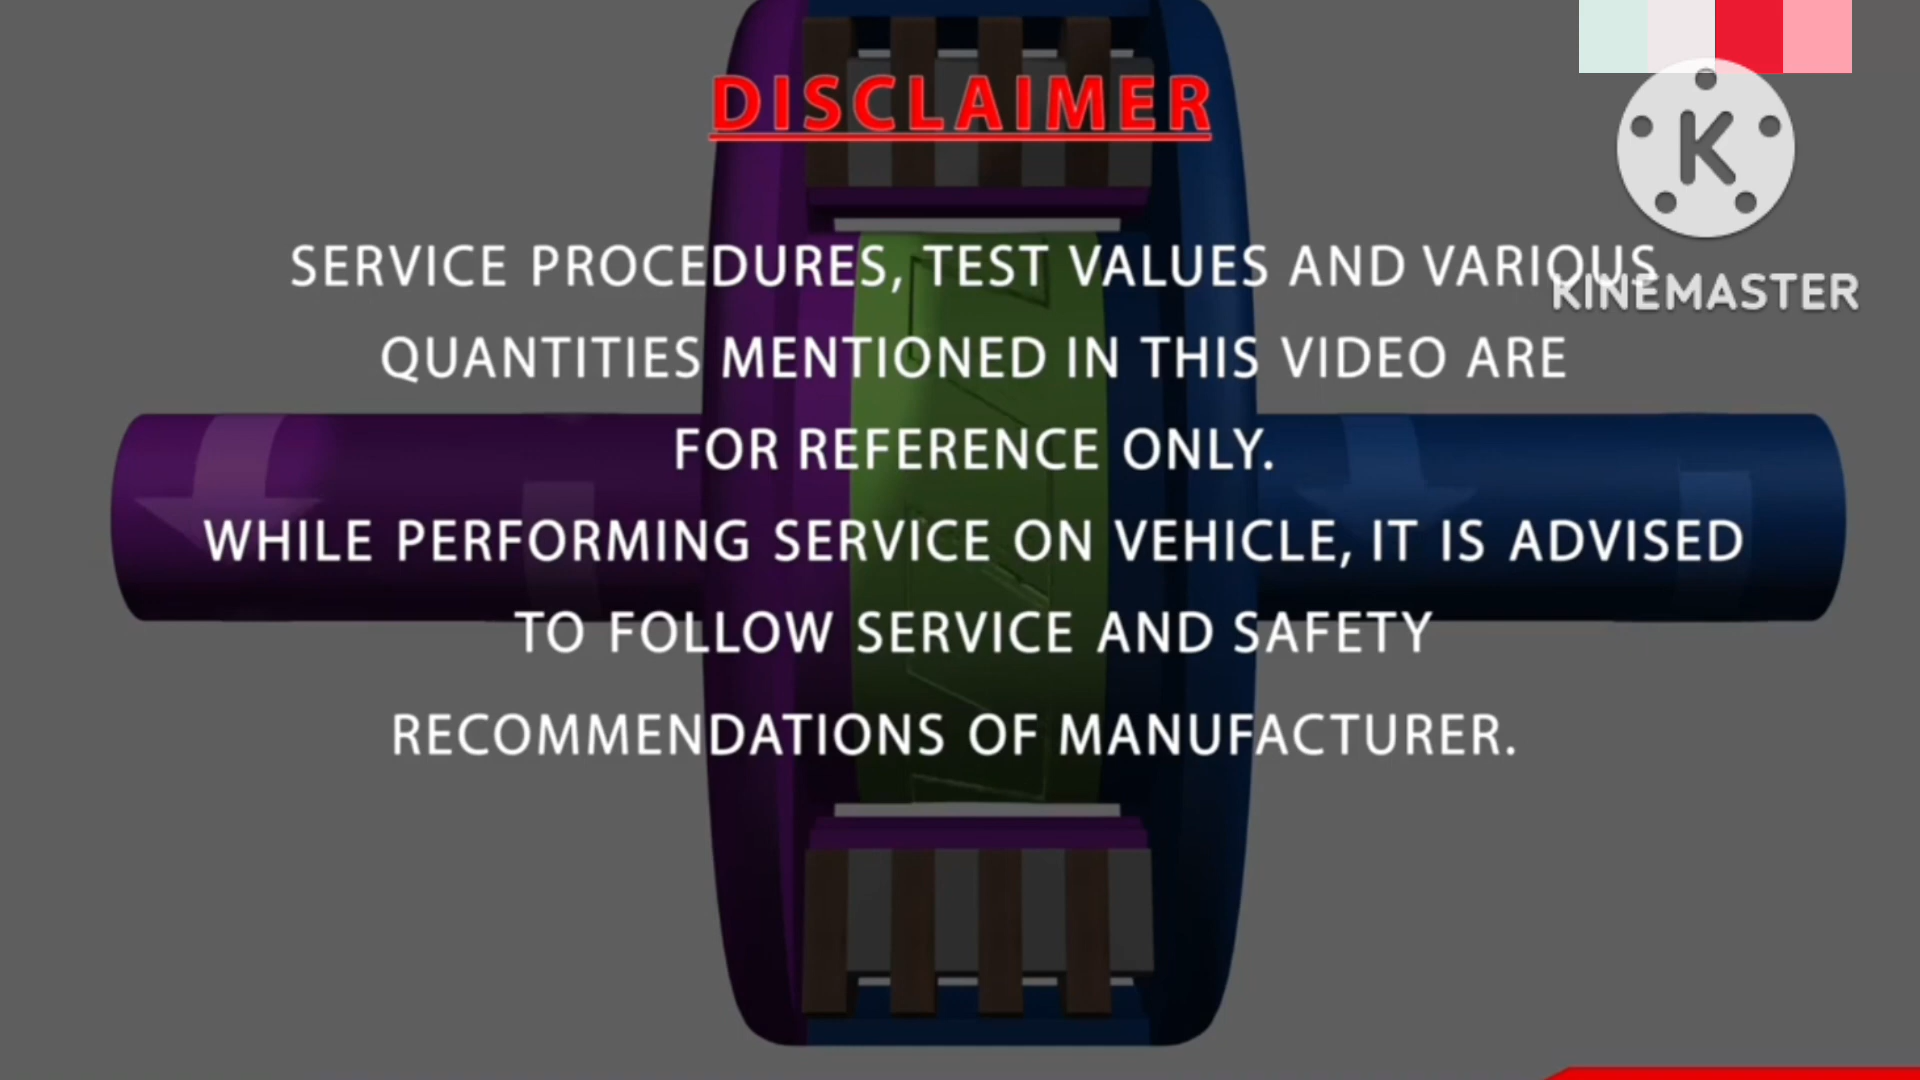 DISCLAIMER
SERVICE PROCEDURES, TEST VALUES AND VARIOUS
QUANTITIES MENTIONED IN THIS VIDEO ARE
FOR REFERENCE ONLY.
WHILE PERFORMING SERVICE ON VEHICLE, IT IS ADVISED
TO FOLLOW SERVICE AND SAFETY
RECOMMENDATIONS OF MANUFACTURER.
K
KINEMASTER